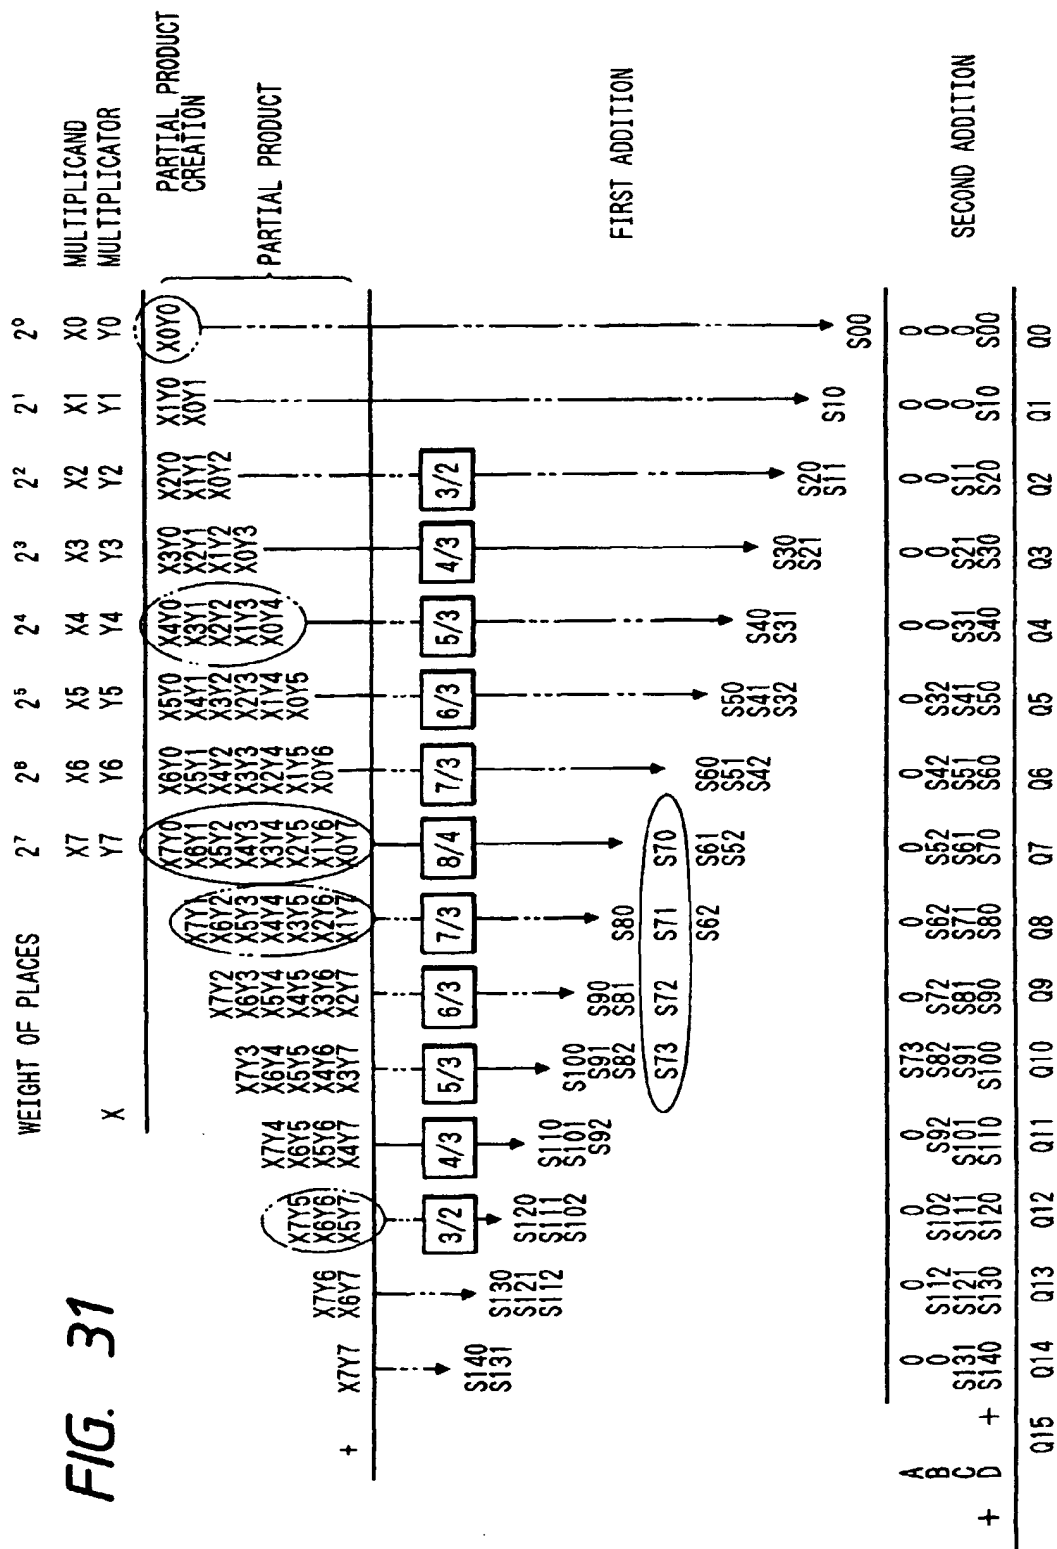 FIG. 31
WEIGHT OF PLACES 2⁷ 2⁶ 2⁵ 2⁴ 2³ 2² 2¹ 2⁰
X7 X6 X5 X4 X3 X2 X1 X0 MULTIPLICAND
X Y7 Y6 Y5 Y4 Y3 Y2 Y1 Y0 MULTIPLICATOR
X7Y0 X6Y0 X5Y0 X4Y0 X3Y0 X2Y0 X1Y0 X0Y0 PARTIAL PRODUCT
X7Y1 X6Y1 X5Y1 X4Y1 X3Y1 X2Y1 X1Y1 X0Y1 CREATION
X7Y2 X6Y2 X5Y2 X4Y2 X3Y2 X2Y2 X1Y2 X0Y2
X7Y3 X6Y3 X5Y3 X4Y3 X3Y3 X2Y3 X1Y3 X0Y3
X7Y4 X6Y4 X5Y4 X4Y4 X3Y4 X2Y4 X1Y4 X0Y4 PARTIAL PRODUCT
X7Y5 X6Y5 X5Y5 X4Y5 X3Y5 X2Y5 X1Y5 X0Y5
X7Y6 X6Y6 X5Y6 X4Y6 X3Y6 X2Y6 X1Y6 X0Y6
+ X7Y7 X6Y7 X5Y7 X4Y7 X3Y7 X2Y7 X1Y7 X0Y7
3/2 4/3 5/3 6/3 7/3 8/4 7/3 6/3 5/3 4/3 3/2
S140
S131 S130
S121 S120
S112 S111 S110
S102 S101 S100
S92 S91 S90
S82 S81 S80 FIRST ADDITION
S73 S72 S71 S70
S62 S61 S60
S52 S51 S50
S42 S41 S40
S32 S31 S30
S21 S20
S11 S10
S00
A 0 0 0 0 S73 0 0 0 0 0 0 0 0 0 0
B 0 S112 S102 S92 S82 S72 S62 S52 S42 S32 0 0 0 0 0
C S131 S121 S111 S101 S91 S81 S71 S61 S51 S41 S31 S21 S11 0 0 SECOND ADDITION
+ D + S140 S130 S120 S110 S100 S90 S80 S70 S60 S50 S40 S30 S20 S10 S00
Q15 Q14 Q13 Q12 Q11 Q10 Q9 Q8 Q7 Q6 Q5 Q4 Q3 Q2 Q1 Q0